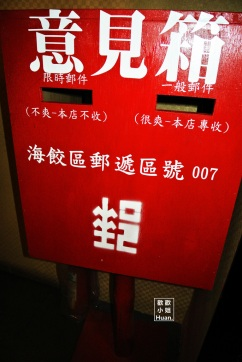 意見箱
限時郵件
一般郵件
(不爽-本店不收)
(很爽-本店專收)
海餃區郵遞區號 007
郵
歡歡
小姐
Huan.